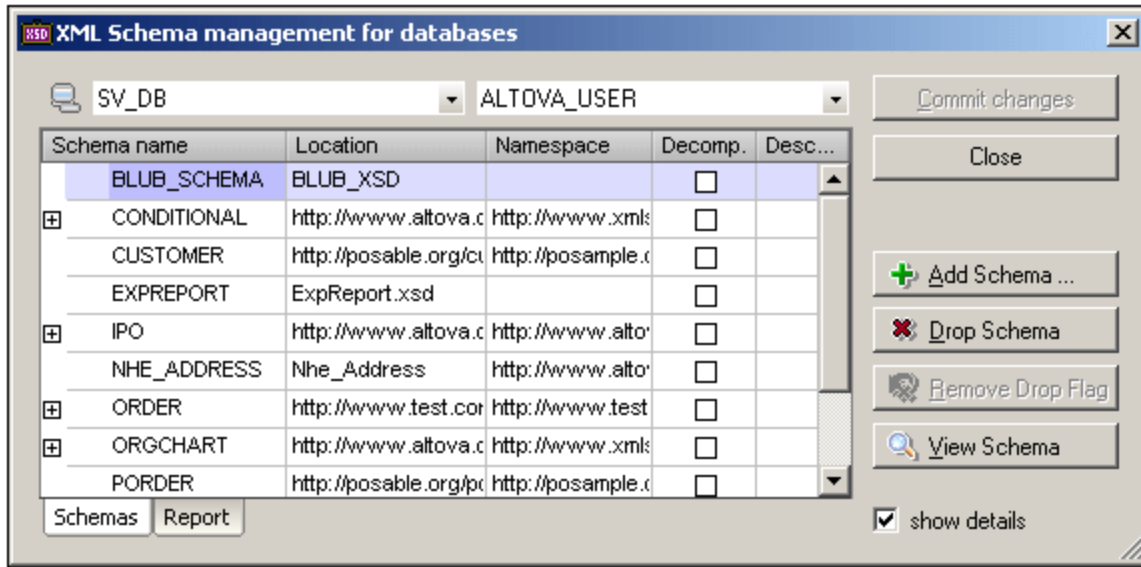 XSD XML Schema management for databases
SV_DB ALTOVA_USER Commit changes
Schema name Location Namespace Decomp. Desc...
Close
BLUB_SCHEMA BLUB_XSD
CONDITIONAL http://www.altova.c http://www.xmls
CUSTOMER http://posable.org/cu http://posample.c
EXPREPORT ExpReport.xsd
Add Schema ...
IPO http://www.altova.c http://www.alto
Drop Schema
NHE_ADDRESS Nhe_Address http://www.alto
Remove Drop Flag
ORDER http://www.test.cor http://www.test
ORGCHART http://www.altova.c http://www.xmls
View Schema
PORDER http://posable.org/po http://posample.c
Schemas Report
show details